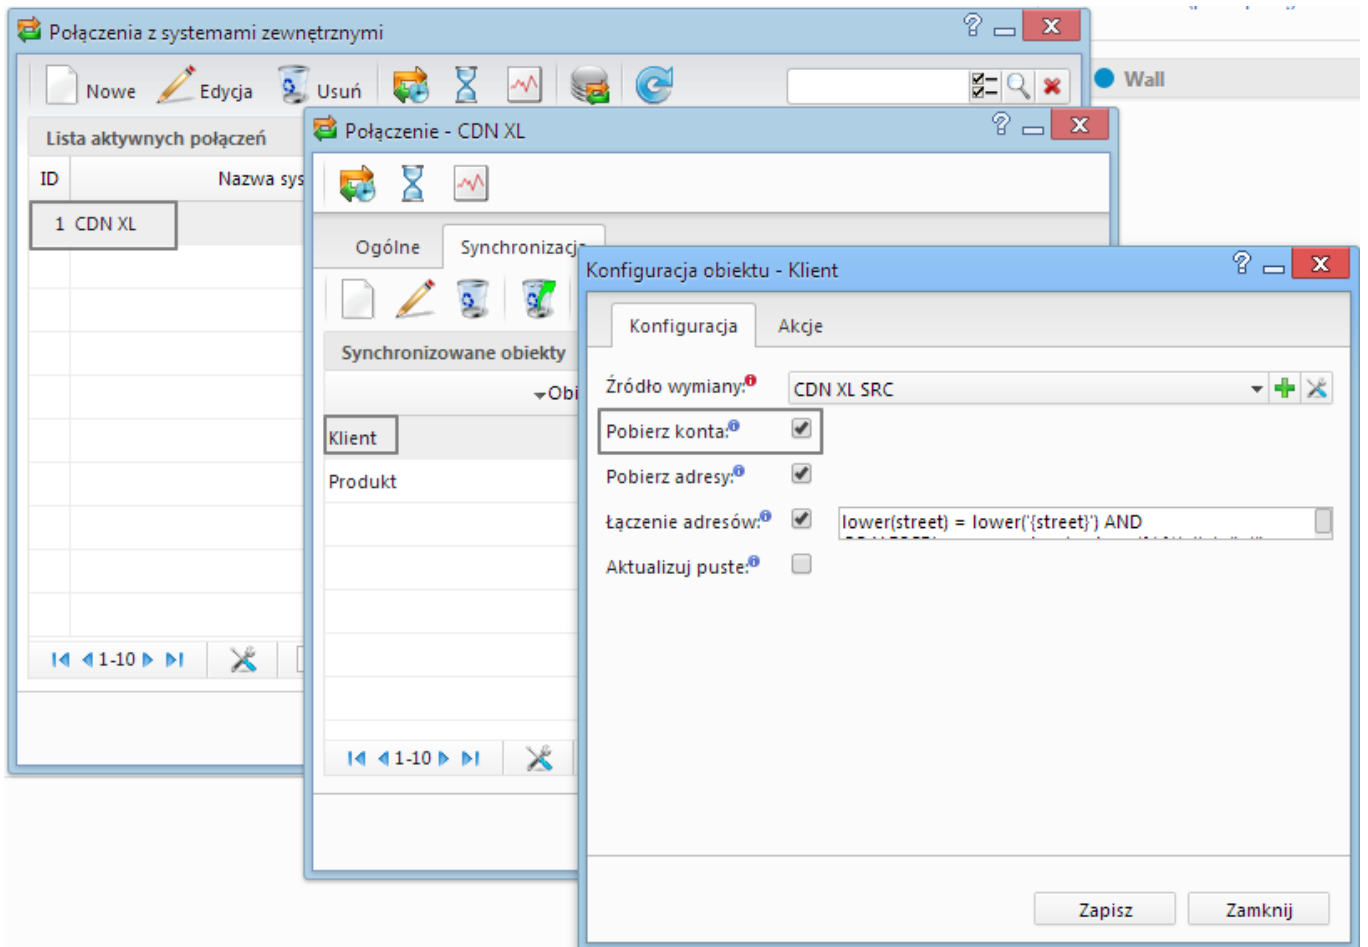 Połączenia z systemami zewnętrznymi
Nowe Edycja Usuń
Wall
Lista aktywnych połączeń
ID Nazwa sys
1 CDN XL
1-10
Połączenie - CDN XL
Ogólne Synchronizacja
Synchronizowane obiekty
Obi
Klient
Produkt
1-10
Konfiguracja obiektu - Klient
Konfiguracja Akcje
Źródło wymiany: CDN XL SRC
Pobierz konta:
Pobierz adresy:
Łączenie adresów: lower(street) = lower('{street}') AND
Aktualizuj puste:
Zapisz Zamknij